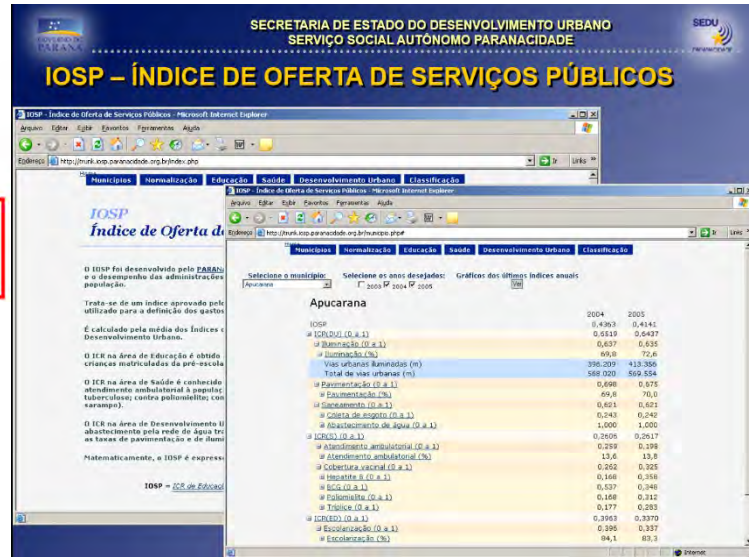 GOVERNO DO
PARANÁ
SECRETARIA DE ESTADO DO DESENVOLVIMENTO URBANO
SERVIÇO SOCIAL AUTÔNOMO PARANACIDADE
SEDU
IOSP – ÍNDICE DE OFERTA DE SERVIÇOS PÚBLICOS
IOSP - Índice de Oferta de Serviços Públicos - Microsoft Internet Explorer
Arquivo Editar Exibir Favoritos Ferramentas Ajuda
Endereço http://trunk.iosp.paranacidade.org.br/index.php Ir Links »
Home
Municípios Normalização Educação Saúde Desenvolvimento Urbano Classificação
IOSP
Índice de Oferta d
O IOSP foi desenvolvido pelo PARAN
e o desempenho das administrações
população.
Trata-se de um índice aprovado pelo
utilizado para a definição dos gastos
É calculado pela média dos Índices d
Desenvolvimento Urbano.
O ICR na área de Educação é obtido
crianças matriculadas da pré-escola
O ICR na área de Saúde é conhecido
atendimento ambulatorial à populaç
tuberculose; contra poliomielite; con
sarampo).
O ICR na área de Desenvolvimento U
abastecimento pela rede de água tra
as taxas de pavimentação e de ilumi
Matematicamente, o IOSP é express
IOSP = ICR de Educaç
IOSP - Índice de Oferta de Serviços Públicos - Microsoft Internet Explorer
Arquivo Editar Exibir Favoritos Ferramentas Ajuda
Endereço http://trunk.iosp.paranacidade.org.br/municipio.php# Ir Links »
Home
Municípios Normalização Educação Saúde Desenvolvimento Urbano Classificação
Selecione o município: Selecione os anos desejados: Gráficos dos últimos índices anuais
Apucarana 2003 2004 2005 Ver
Apucarana
2004 2005
IOSP 0,4363 0,4141
ICR(DU) (0 a 1) 0,6519 0,6437
Iluminação (0 a 1) 0,637 0,635
Iluminação (%) 69,8 72,6
Vias urbanas iluminadas (m) 396.209 413.386
Total de vias urbanas (m) 568.020 569.554
Pavimentação (0 a 1) 0,698 0,675
Pavimentação (%) 69,8 70,0
Saneamento (0 a 1) 0,621 0,621
Coleta de esgoto (0 a 1) 0,243 0,242
Abastecimento de água (0 a 1) 1,000 1,000
ICR(S) (0 a 1) 0,2606 0,2617
Atendimento ambulatorial (0 a 1) 0,259 0,198
Atendimento ambulatorial (%) 13,6 13,8
Cobertura vacinal (0 a 1) 0,262 0,325
Hepatite B (0 a 1) 0,168 0,358
BCG (0 a 1) 0,537 0,348
Poliomielite (0 a 1) 0,168 0,312
Tríplice (0 a 1) 0,177 0,283
ICR(ED) (0 a 1) 0,3963 0,3370
Escolarização (0 a 1) 0,396 0,337
Escolarização (%) 84,1 83,3
Internet